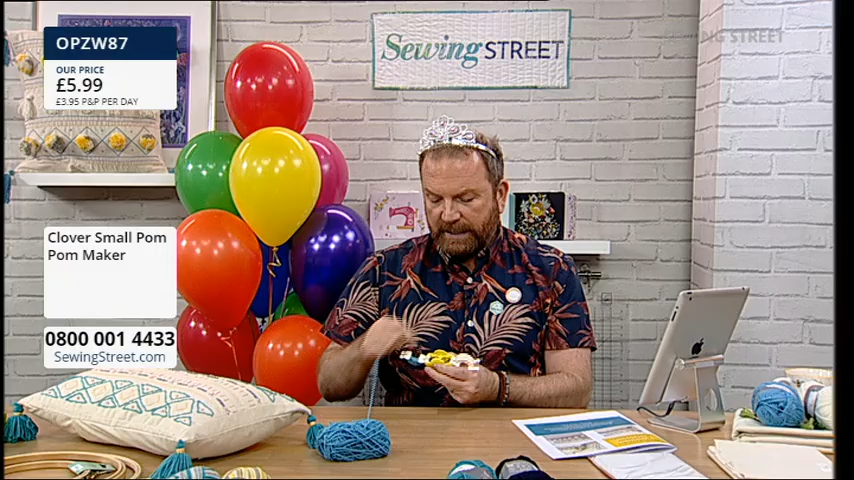 OPZW87
OUR PRICE
£5.99
£3.95 P&P PER DAY
Clover Small Pom
Pom Maker
0800 001 4433
SewingStreet.com
Sewing STREET
SEWING STREET